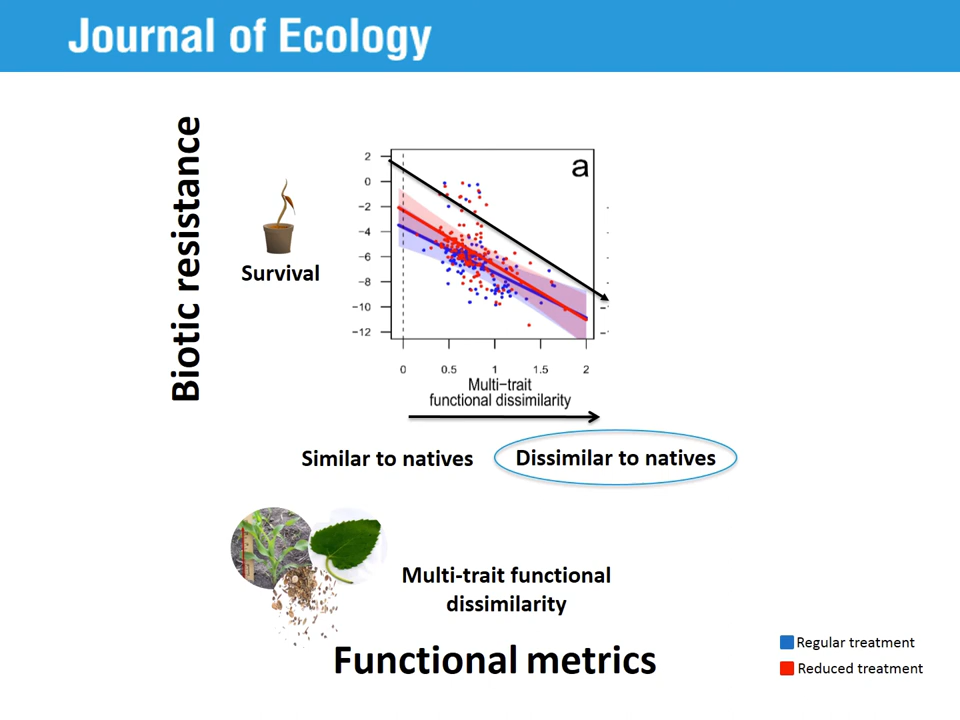 Journal of Ecology
Biotic resistance
Survival
a
2
0
−2
−4
−6
−8
−10
−12
0 0.5 1 1.5 2
Multi−trait
functional dissimilarity
Similar to natives
Dissimilar to natives
Multi-trait functional
dissimilarity
Functional metrics
Regular treatment
Reduced treatment